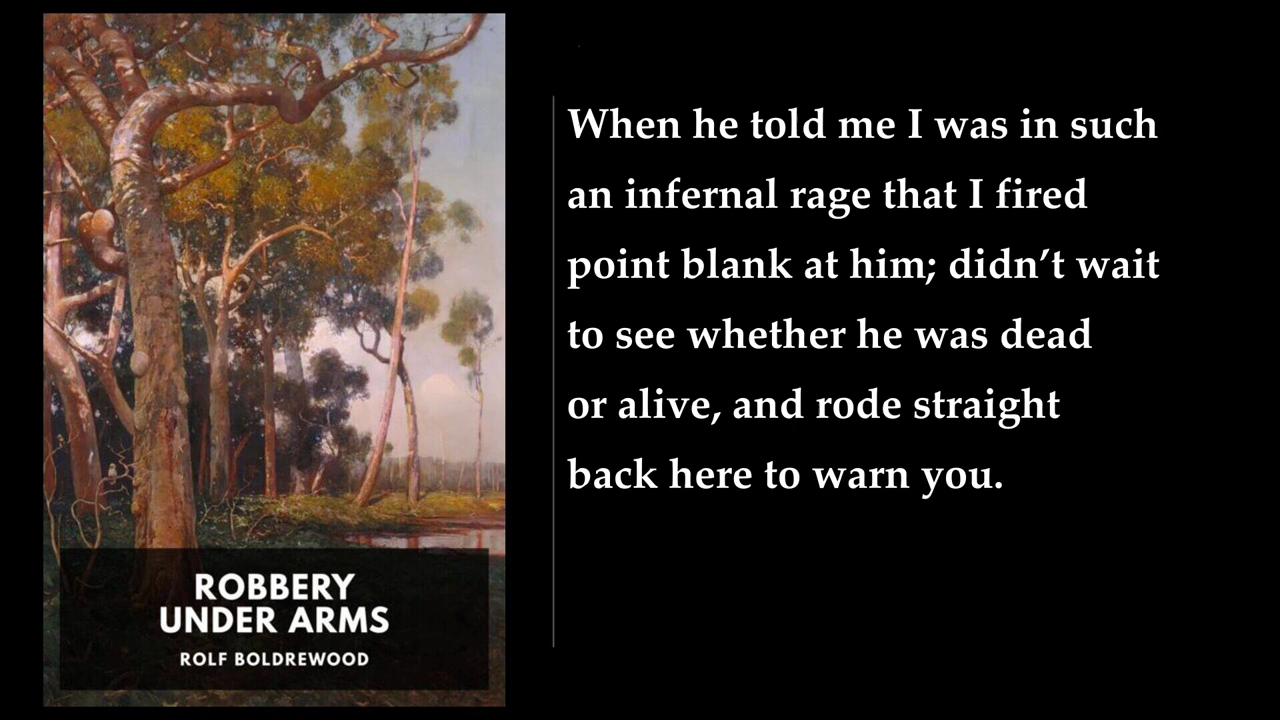 When he told me I was in such
an infernal rage that I fired
point blank at him; didn’t wait
to see whether he was dead
or alive, and rode straight
back here to warn you.
ROBBERY
UNDER ARMS
ROLF BOLDREWOOD